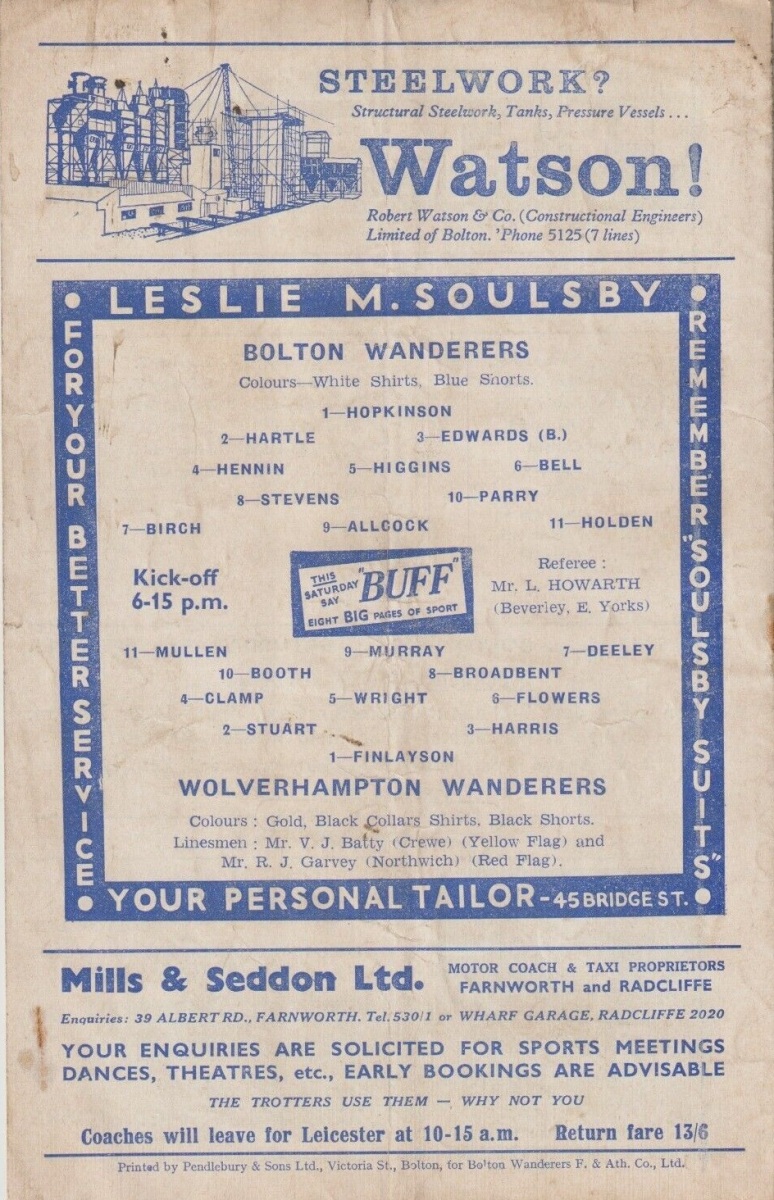 STEELWORK?
Structural Steelwork, Tanks, Pressure Vessels . . .
Watson!
Robert Watson & Co. (Constructional Engineers)
Limited of Bolton. 'Phone 5125 (7 lines)
LESLIE M. SOULSBY
FOR YOUR BETTER SERVICE
REMEMBER "SOULSBY SUITS"
BOLTON WANDERERS
Colours—White Shirts, Blue Shorts.
1—HOPKINSON
2—HARTLE 3—EDWARDS (B.)
4—HENNIN 5—HIGGINS 6—BELL
8—STEVENS 10—PARRY
7—BIRCH 9—ALLCOCK 11—HOLDEN
Kick-off
6-15 p.m.
THIS
SATURDAY
SAY
"BUFF"
EIGHT BIG PAGES OF SPORT
Referee :
Mr. L. HOWARTH
(Beverley, E. Yorks)
11—MULLEN 9—MURRAY 7—DEELEY
10—BOOTH 8—BROADBENT
4—CLAMP 5—WRIGHT 6—FLOWERS
2—STUART 3—HARRIS
1—FINLAYSON
WOLVERHAMPTON WANDERERS
Colours : Gold, Black Collars Shirts, Black Shorts.
Linesmen : Mr. V. J. Batty (Crewe) (Yellow Flag) and
Mr. R. J. Garvey (Northwich) (Red Flag).
YOUR PERSONAL TAILOR - 45 BRIDGE ST.
Mills & Seddon Ltd. MOTOR COACH & TAXI PROPRIETORS
FARNWORTH and RADCLIFFE
Enquiries: 39 ALBERT RD., FARNWORTH. Tel. 530/1 or WHARF GARAGE, RADCLIFFE 2020
YOUR ENQUIRIES ARE SOLICITED FOR SPORTS MEETINGS
DANCES, THEATRES, etc., EARLY BOOKINGS ARE ADVISABLE
THE TROTTERS USE THEM — WHY NOT YOU
Coaches will leave for Leicester at 10-15 a.m. Return fare 13/6
Printed by Pendlebury & Sons Ltd., Victoria St., Bolton, for Bolton Wanderers F. & Ath. Co., Ltd.